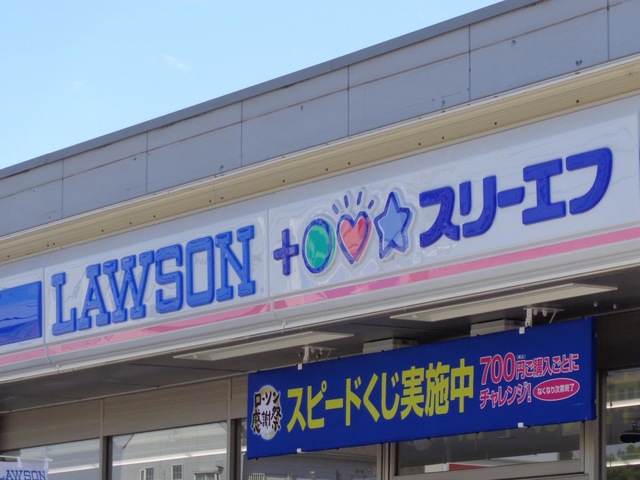 LAWSON + スリーエフ
ローソン
感謝祭
スピードくじ実施中
700円(税込)ご購入ごとに
チャレンジ!
なくなり次第終了
LAWSON